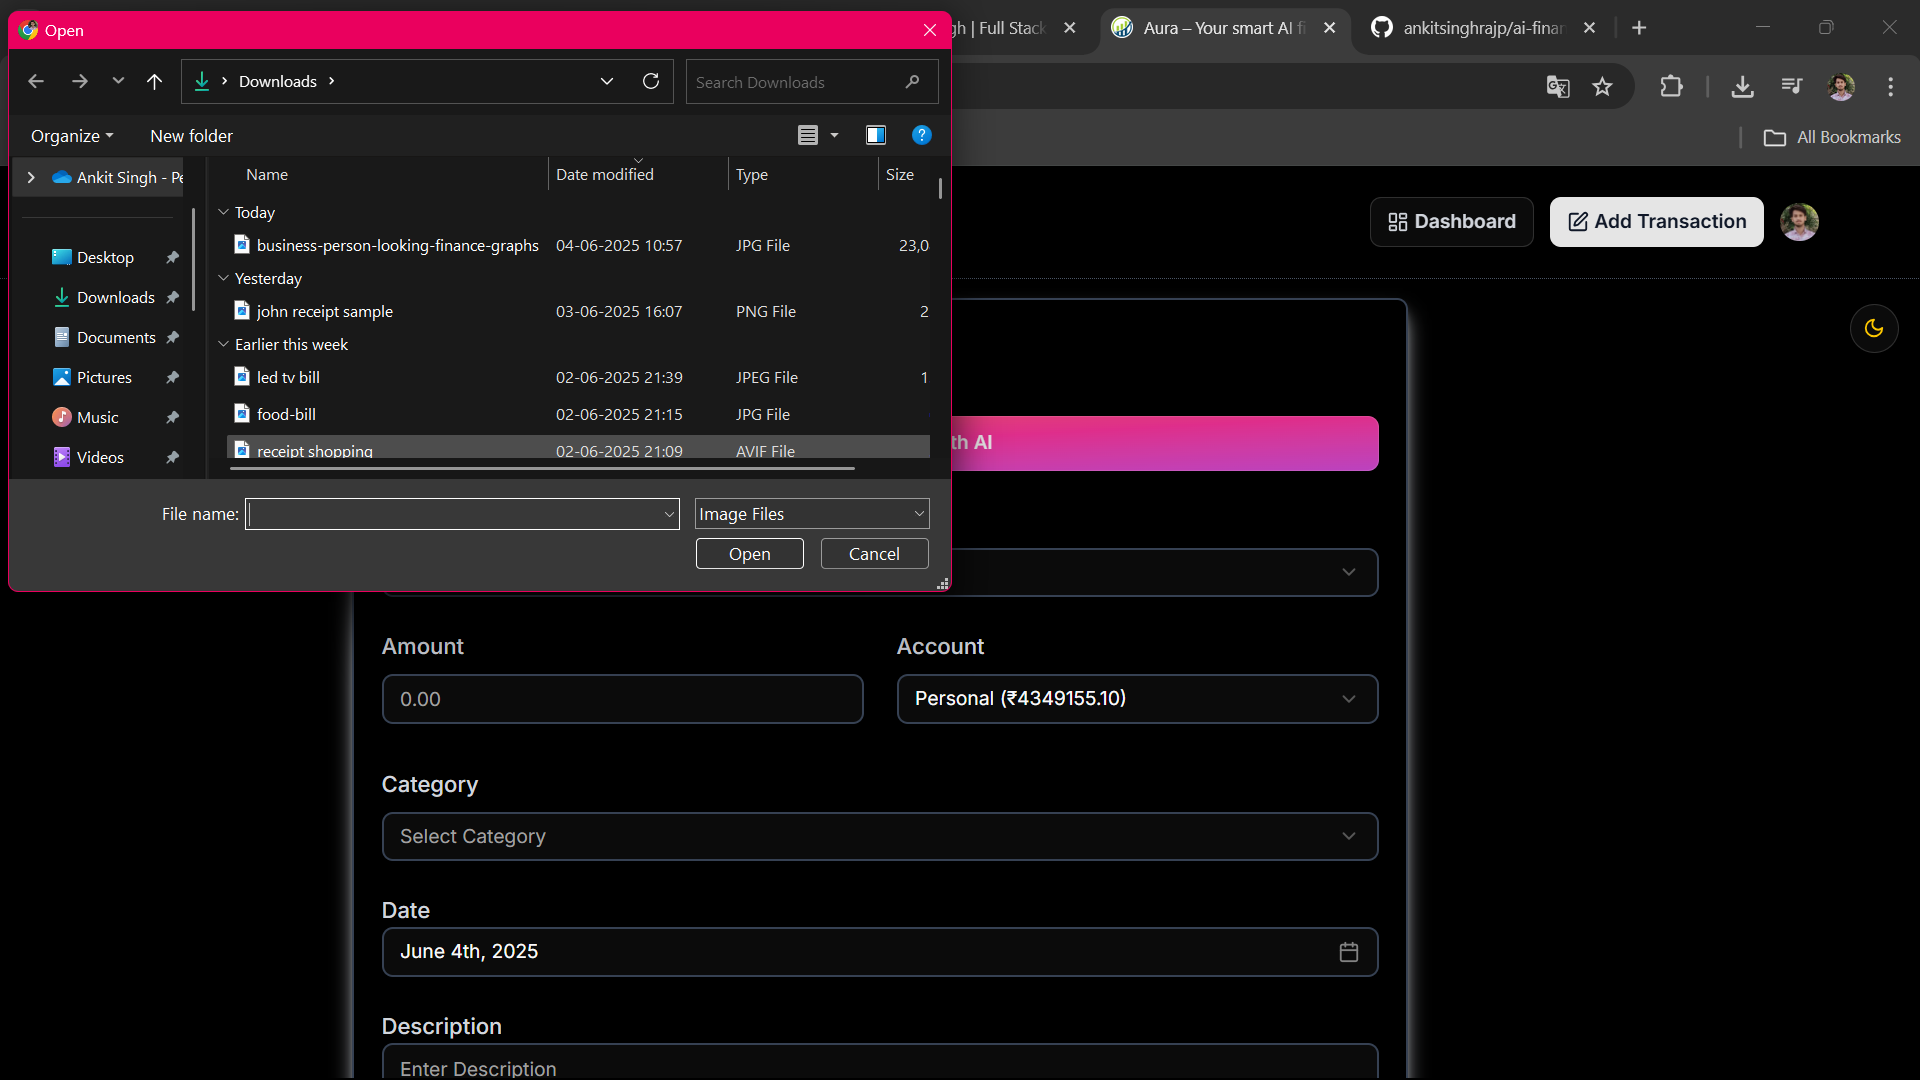 Open
gh | Full Stack
Aura – Your smart AI fi
ankitsinghrajp/ai-finan
Downloads
Search Downloads
Organize
New folder
All Bookmarks
Ankit Singh - Pe
Desktop
Downloads
Documents
Pictures
Music
Videos
Name Date modified Type Size
Today
business-person-looking-finance-graphs 04-06-2025 10:57 JPG File 23,0
Yesterday
john receipt sample 03-06-2025 16:07 PNG File 2
Earlier this week
led tv bill 02-06-2025 21:39 JPEG File 1
food-bill 02-06-2025 21:15 JPG File
receipt shopping 02-06-2025 21:09 AVIF File
File name:
Image Files
Open
Cancel
Dashboard
Add Transaction
th AI
Amount
0.00
Account
Personal (₹4349155.10)
Category
Select Category
Date
June 4th, 2025
Description
Enter Description